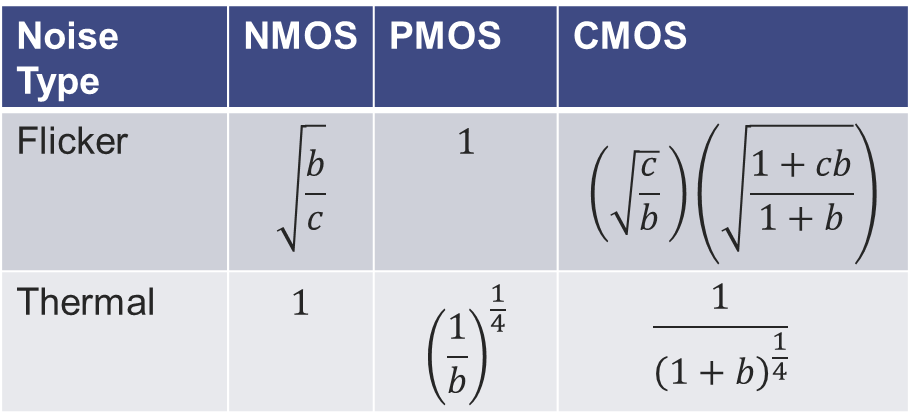 Noise Type NMOS PMOS CMOS
Flicker $\sqrt{\frac{b}{c}}$ 1 $\left(\sqrt{\frac{c}{b}}\right)\left(\sqrt{\frac{1+cb}{1+b}}\right)$
Thermal 1 $\left(\frac{1}{b}\right)^{\frac{1}{4}}$ $\frac{1}{(1+b)^{\frac{1}{4}}}$